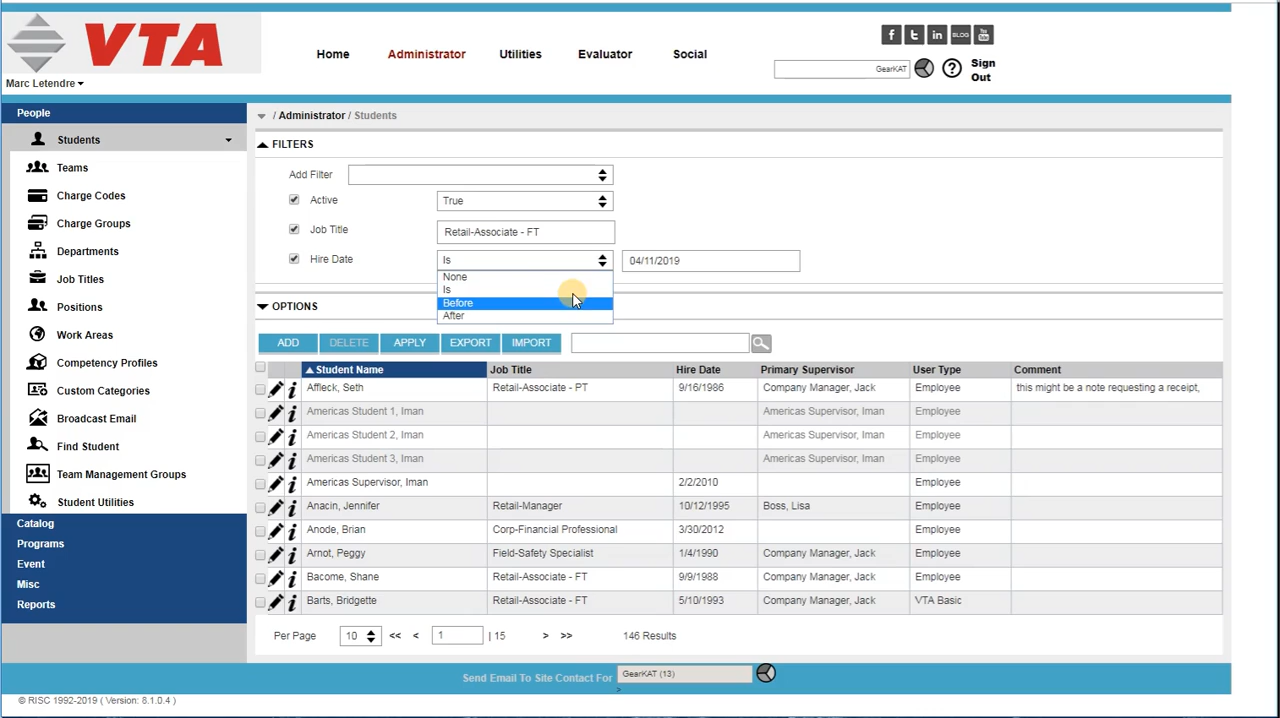 VTA
Home Administrator Utilities Evaluator Social
f t in BLOG You Tube
GearKAT ? Sign Out
Marc Letendre
People
Students
Teams
Charge Codes
Charge Groups
Departments
Job Titles
Positions
Work Areas
Competency Profiles
Custom Categories
Broadcast Email
Find Student
Team Management Groups
Student Utilities
Catalog
Programs
Event
Misc
Reports
/ Administrator / Students
FILTERS
Add Filter
Active True
Job Title Retail-Associate - FT
Hire Date Is 04/11/2019
None
Is
Before
After
OPTIONS
ADD DELETE APPLY EXPORT IMPORT
Student Name Job Title Hire Date Primary Supervisor User Type Comment
Affleck, Seth Retail-Associate - PT 9/16/1986 Company Manager, Jack Employee this might be a note requesting a receipt,
Americas Student 1, Iman Americas Supervisor, Iman Employee
Americas Student 2, Iman Americas Supervisor, Iman Employee
Americas Student 3, Iman Americas Supervisor, Iman Employee
Americas Supervisor, Iman 2/2/2010 Employee
Anacin, Jennifer Retail-Manager 10/12/1995 Boss, Lisa Employee
Anode, Brian Corp-Financial Professional 3/30/2012 Employee
Arnot, Peggy Field-Safety Specialist 1/4/1990 Company Manager, Jack Employee
Bacome, Shane Retail-Associate - FT 9/9/1988 Company Manager, Jack Employee
Barts, Bridgette Retail-Associate - FT 5/10/1993 Company Manager, Jack VTA Basic
Per Page 10 << < 1 | 15 > >> 146 Results
Send Email To Site Contact For GearKAT (13)
>
© RISC 1992-2019 ( Version: 8.1.0.4 )